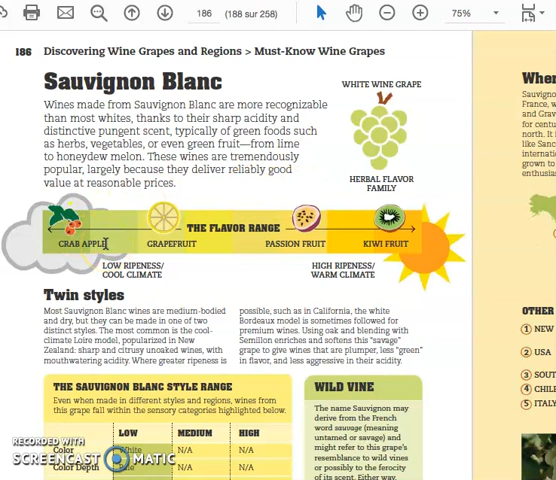 186 (188 sur 258) 75%
186 Discovering Wine Grapes and Regions > Must-Know Wine Grapes
Sauvignon Blanc
Wines made from Sauvignon Blanc are more recognizable
than most whites, thanks to their sharp acidity and
distinctive pungent scent, typically of green foods such
as herbs, vegetables, or even green fruit—from lime
to honeydew melon. These wines are tremendously
popular, largely because they deliver reliably good
value at reasonable prices.
WHITE WINE GRAPE
HERBAL FLAVOR
FAMILY
THE FLAVOR RANGE
CRAB APPLE
GRAPEFRUIT
PASSION FRUIT
KIWI FRUIT
LOW RIPENESS/
COOL CLIMATE
HIGH RIPENESS/
WARM CLIMATE
Twin styles
Most Sauvignon Blanc wines are medium-bodied
and dry, but they can be made in one of two
distinct styles. The most common is the cool-
climate Loire model, popularized in New
Zealand: sharp and citrusy unoaked wines, with
mouthwatering acidity. Where greater ripeness is
possible, such as in California, the white
Bordeaux model is sometimes followed for
premium wines. Using oak and blending with
Semillon enriches and softens this "savage"
grape to give wines that are plumper, less "green"
in flavor, and less aggressive in their acidity.
THE SAUVIGNON BLANC STYLE RANGE
Even when made in different styles and regions, wines from
this grape fall within the sensory categories highlighted below.
LOW MEDIUM HIGH
Color White N/A N/A
Color Depth Pale N/A N/A
WILD VINE
The name Sauvignon may
derive from the French
word sauvage (meaning
untamed or savage) and
might refer to this grape's
resemblance to wild vines
or possibly to the ferocity
of its scent. Either way,
Wher
Sauvigno
France, w
and Grav
for centu
north. It i
like Sanc
internatio
grown to
enthusia
OTHER
1 NEW
2 USA
3 SOUT
4 CHIL
5 ITALY
RECORDED WITH
SCREENCAST MATIC